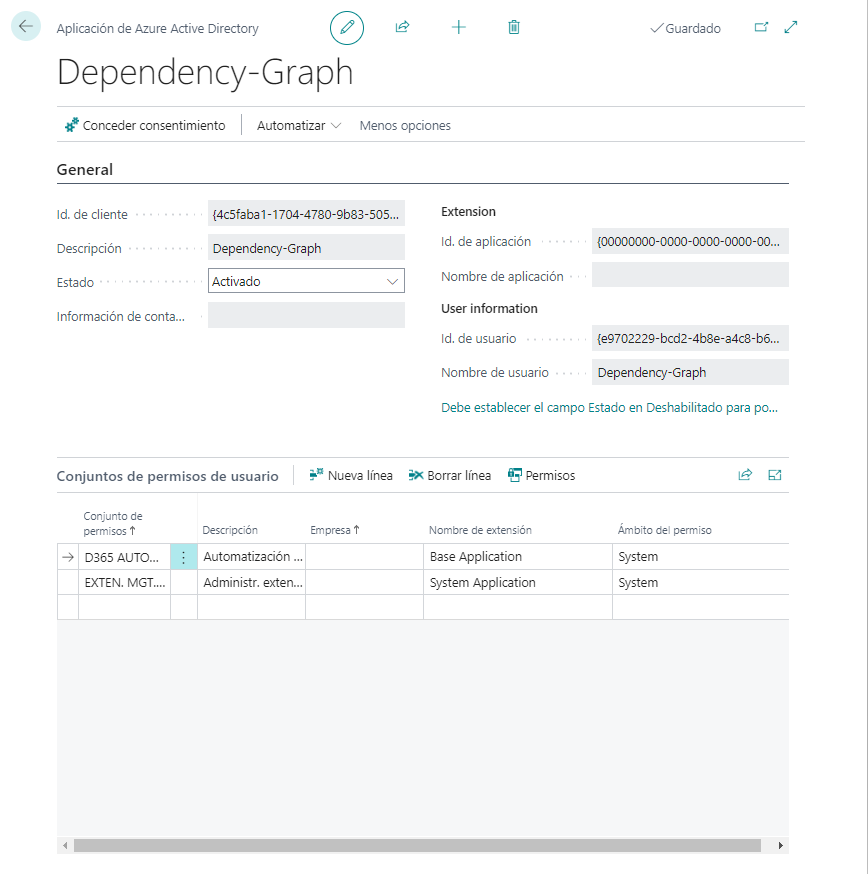 Aplicación de Azure Active Directory
Guardado
Dependency-Graph
Conceder consentimiento
Automatizar
Menos opciones
General
Id. de cliente
{4c5faba1-1704-4780-9b83-505...
Descripción
Dependency-Graph
Estado
Activado
Información de conta...
Extension
Id. de aplicación
{00000000-0000-0000-0000-00...
Nombre de aplicación
User information
Id. de usuario
{e9702229-bcd2-4b8e-a4c8-b6...
Nombre de usuario
Dependency-Graph
Debe establecer el campo Estado en Deshabilitado para po...
Conjuntos de permisos de usuario
Nueva línea
Borrar línea
Permisos
Conjunto de
permisos ↑
Descripción
Empresa ↑
Nombre de extensión
Ámbito del permiso
D365 AUTO...
Automatización ...
Base Application
System
EXTEN. MGT....
Administr. exten...
System Application
System